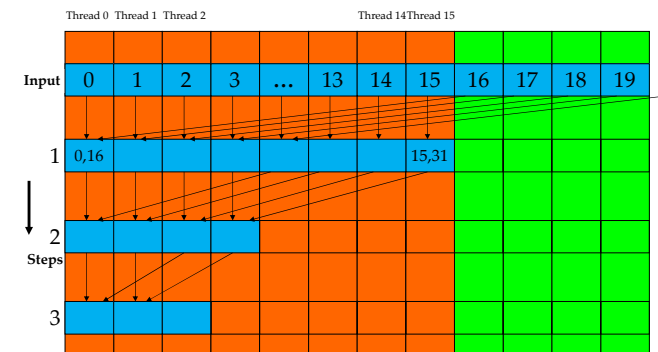 Thread 0 Thread 1 Thread 2 Thread 14 Thread 15
Input 0 1 2 3 ... 13 14 15 16 17 18 19
1 0,16 15,31
2
Steps
3